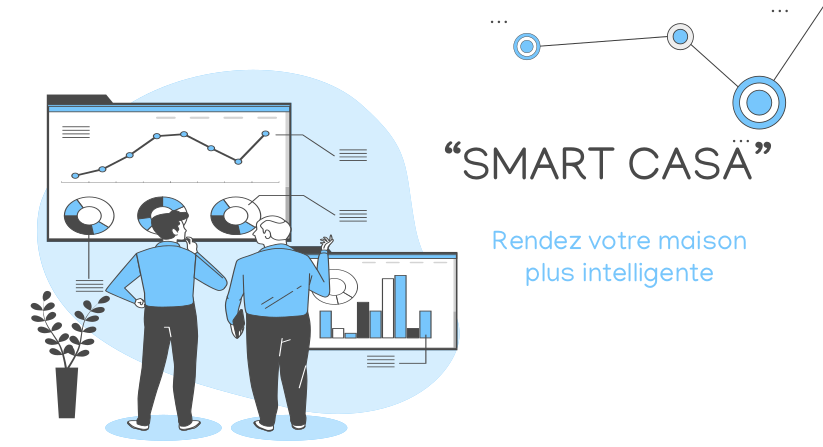 “SMART CASA”
Rendez votre maison
plus intelligente